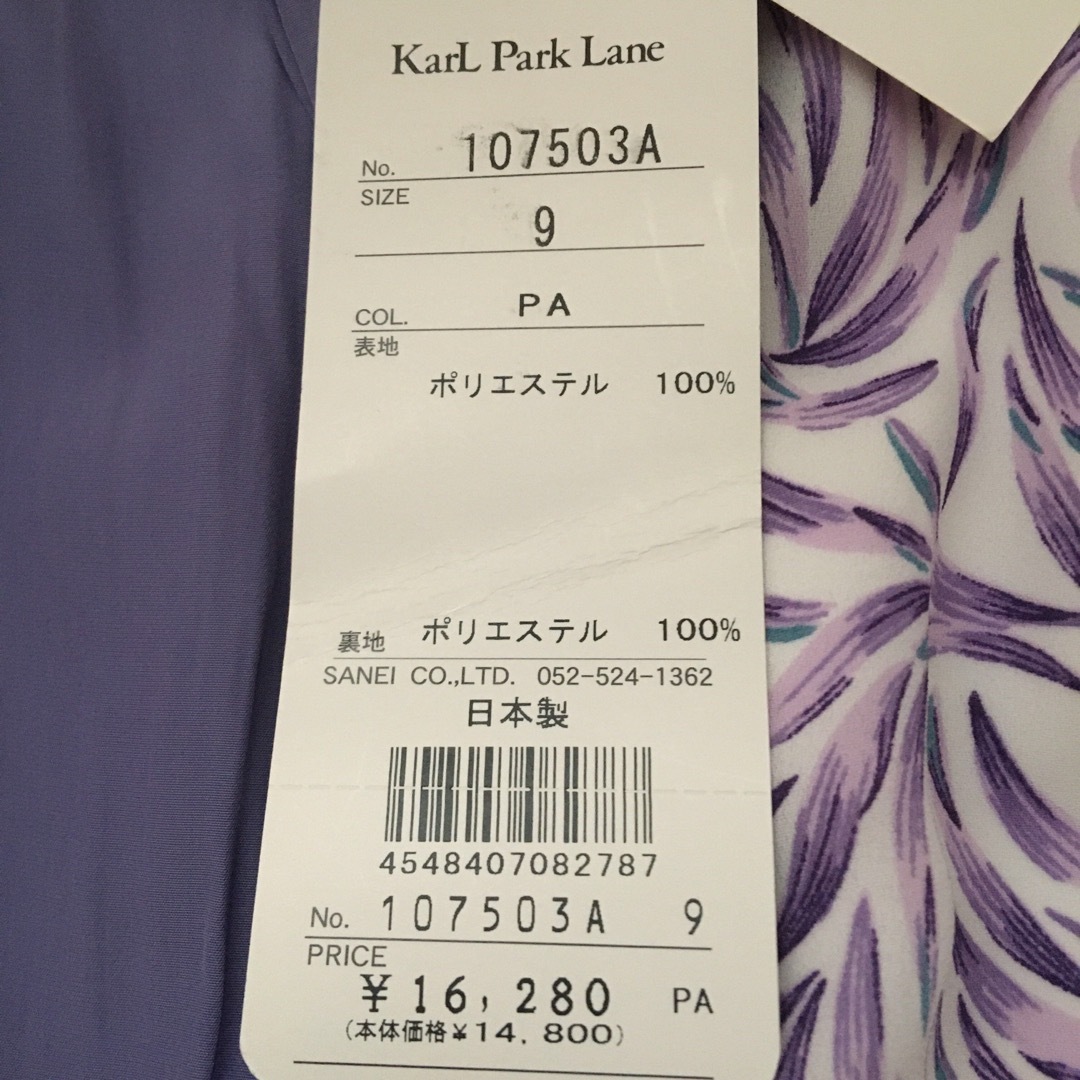 KarL Park Lane
No. 107503A
SIZE
9
COL. PA
表地
ポリエステル 100%
裏地 ポリエステル 100%
SANEI CO.,LTD. 052-524-1362
日本製
4548407082787
No. 107503A 9
PRICE
¥16,280 PA
(本体価格¥14,800)